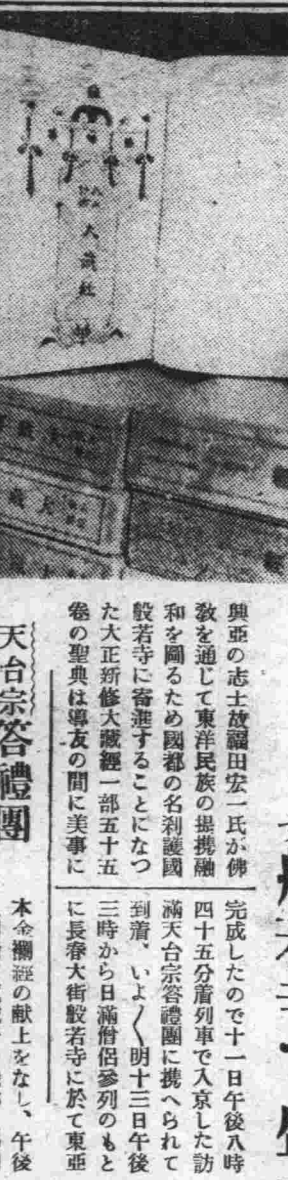 大藏經
興亞の志士故福田宏一氏が佛
敎を通じて東洋民族の提携融
和を圖るため國都の名刹護國
般若寺に寄進することになつ
た大正新修大藏經一部五十五
卷の聖典は導友の間に美事に
完成したので十一日午後八時
四十五分着列車で入京した訪
滿天台宗答禮團に携へられて
到着、いよ〳〵明十三日午後
三時から日滿僧侶參列のもと
に長春大街般若寺に於て東亞
天台宗答禮團
木金襴經の献上をなし、午後